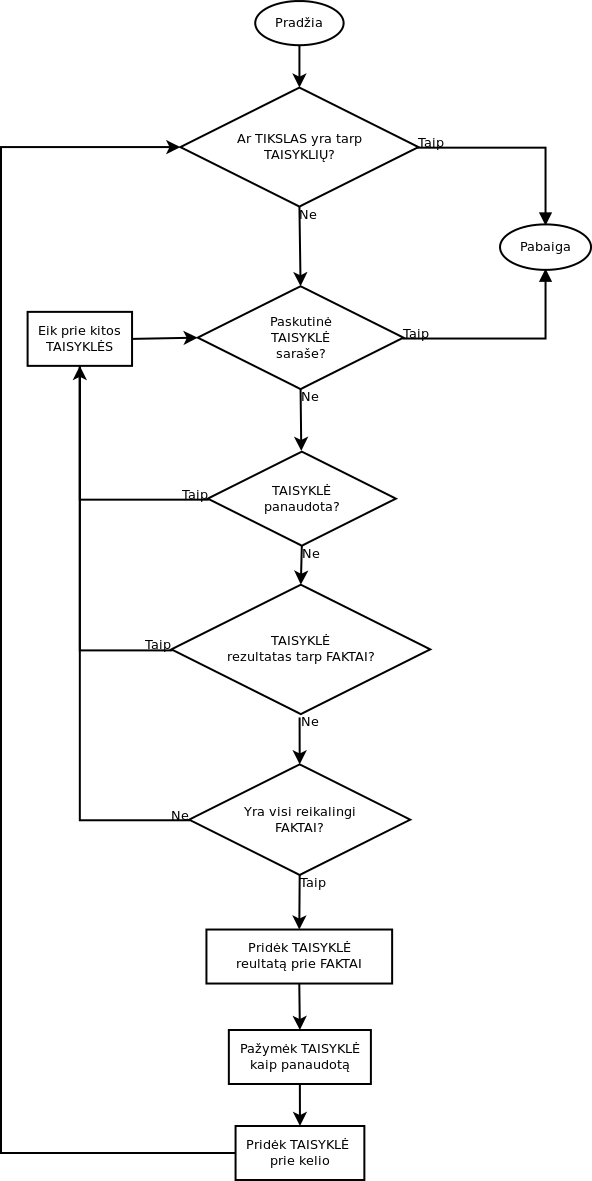 Pradžia
Ar TIKSLAS yra tarp
TAISYKLIŲ?
Taip
Ne
Pabaiga
Eik prie kitos
TAISYKLĖS
Paskutinė
TAISYKLĖ
saraše?
Taip
Ne
Taip
TAISYKLĖ
panaudota?
Ne
Taip
TAISYKLĖ
rezultatas tarp FAKTAI?
Ne
Ne
Yra visi reikalingi
FAKTAI?
Taip
Pridėk TAISYKLĖ
reultatą prie FAKTAI
Pažymėk TAISYKLĖ
kaip panaudotą
Pridėk TAISYKLĖ
prie kelio